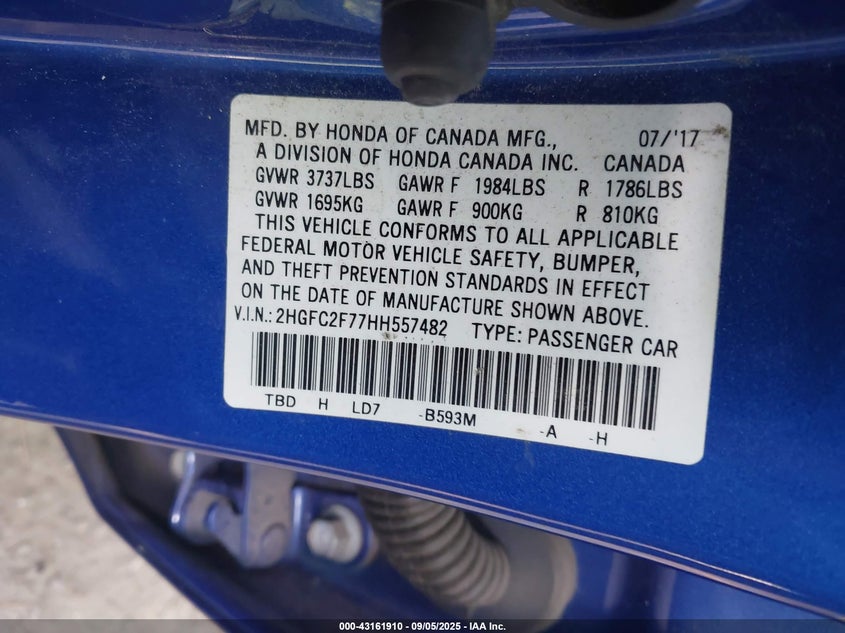 MFD. BY HONDA OF CANADA MFG., 07/'17
A DIVISION OF HONDA CANADA INC. CANADA
GVWR 3737LBS GAWR F 1984LBS R 1786LBS
GVWR 1695KG GAWR F 900KG R 810KG
THIS VEHICLE CONFORMS TO ALL APPLICABLE
FEDERAL MOTOR VEHICLE SAFETY, BUMPER,
AND THEFT PREVENTION STANDARDS IN EFFECT
ON THE DATE OF MANUFACTURE SHOWN ABOVE.
V.I.N.: 2HGFC2F77HH557482 TYPE: PASSENGER CAR
TBD H LD7 -B593M -A -H
000-43161910 - 09/05/2025 - IAA Inc.